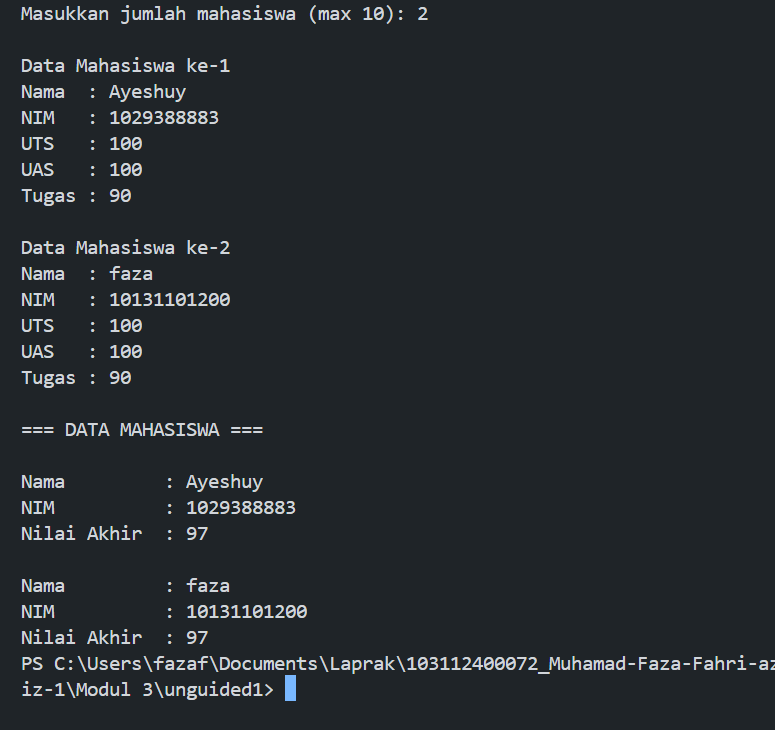 Masukkan jumlah mahasiswa (max 10): 2
Data Mahasiswa ke-1
Nama  : Ayeshuy
NIM   : 1029388883
UTS   : 100
UAS   : 100
Tugas : 90
Data Mahasiswa ke-2
Nama  : faza
NIM   : 10131101200
UTS   : 100
UAS   : 100
Tugas : 90
=== DATA MAHASISWA ===
Nama         : Ayeshuy
NIM          : 1029388883
Nilai Akhir  : 97
Nama         : faza
NIM          : 10131101200
Nilai Akhir  : 97
PS C:\Users\fazaf\Documents\Laprak\103112400072_Muhamad-Faza-Fahri-az
iz-1\Modul 3\unguided1>